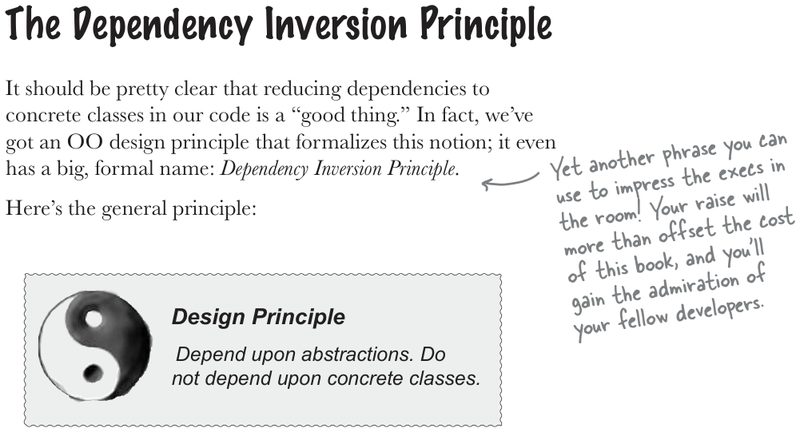 The Dependency Inversion Principle
It should be pretty clear that reducing dependencies to
concrete classes in our code is a “good thing.” In fact, we’ve
got an OO design principle that formalizes this notion; it even
has a big, formal name: Dependency Inversion Principle.
Here’s the general principle:
Yet another phrase you can
use to impress the execs in
the room! Your raise will
more than offset the cost
of this book, and you’ll
gain the admiration of
your fellow developers.
Design Principle
Depend upon abstractions. Do
not depend upon concrete classes.